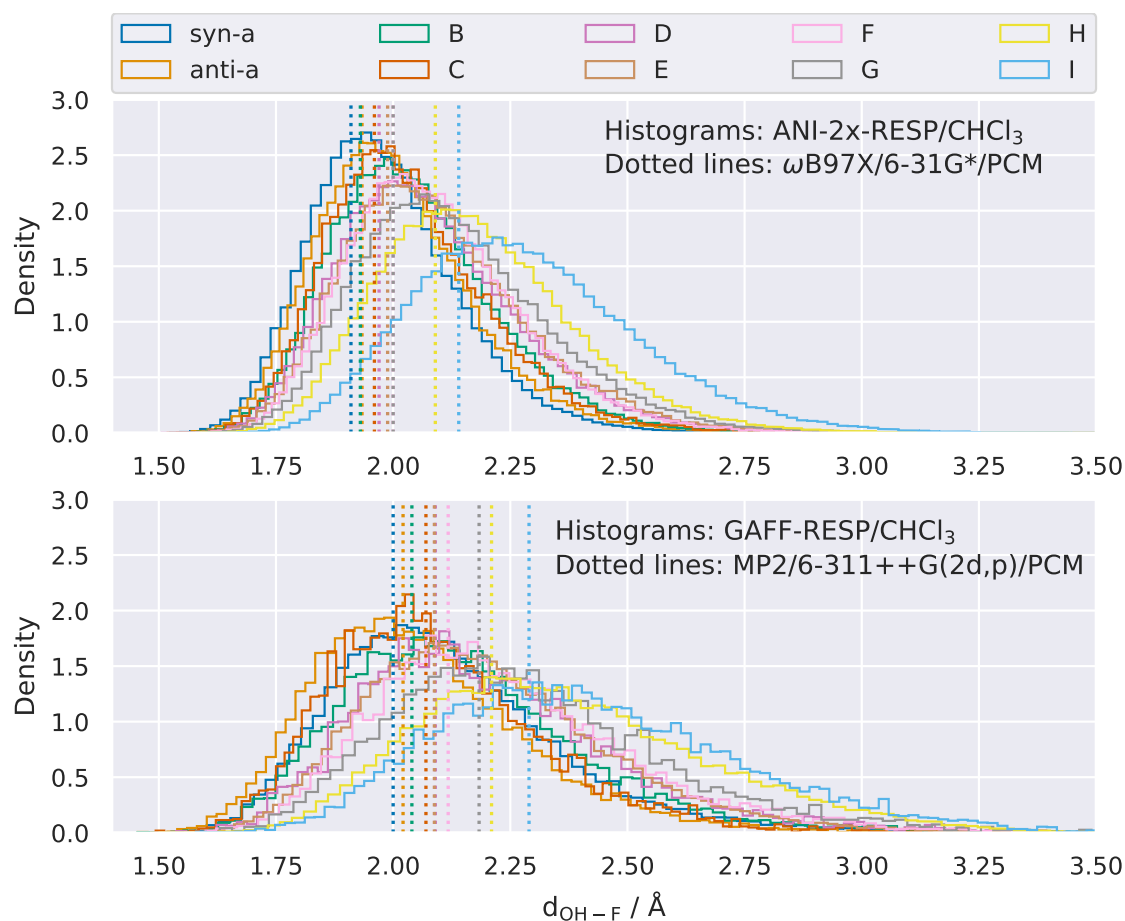 syn-a B D F H
anti-a C E G I
3.0
Histograms: ANI-2x-RESP/CHCl₃
2.5
Dotted lines: ωB97X/6-31G*/PCM
2.0
Density
1.5
1.0
0.5
0.0
1.50 1.75 2.00 2.25 2.50 2.75 3.00 3.25 3.50
3.0
Histograms: GAFF-RESP/CHCl₃
2.5
Dotted lines: MP2/6-311++G(2d,p)/PCM
2.0
Density
1.5
1.0
0.5
0.0
1.50 1.75 2.00 2.25 2.50 2.75 3.00 3.25 3.50
d_OH−F / Å